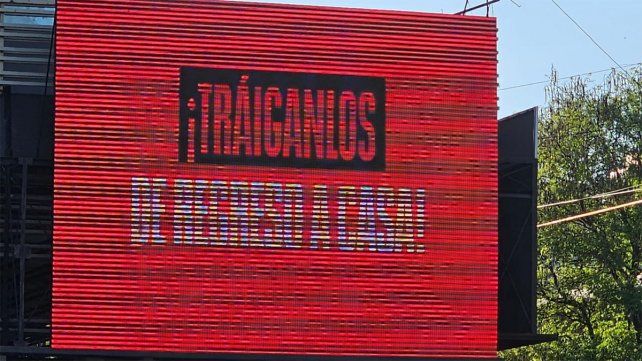 ¡TRÁIGANLOS
DE REGRESO A CASA!